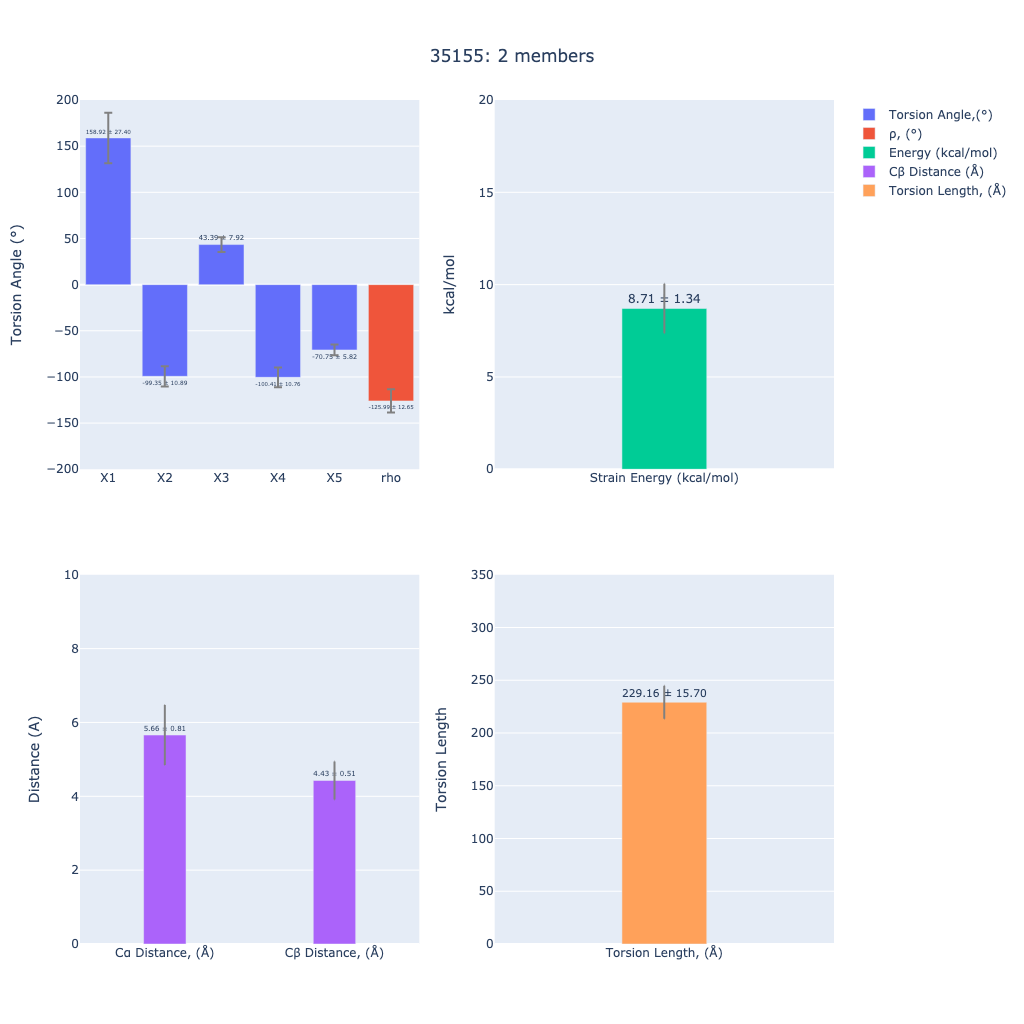 35155: 2 members
Torsion Angle (°)
200
150
100
50
0
−50
−100
−150
−200
158.92 ± 27.40
-99.35 ± 10.89
43.39 ± 7.92
-100.41 ± 10.76
-70.75 ± 5.82
-125.99 ± 12.65
X1 X2 X3 X4 X5 rho
kcal/mol
20
15
10
5
0
8.71 ± 1.34
Strain Energy (kcal/mol)
Torsion Angle,(°)
ρ, (°)
Energy (kcal/mol)
Cβ Distance (Å)
Torsion Length, (Å)
Distance (A)
10
8
6
4
2
0
5.66 ± 0.81
4.43 ± 0.51
Cα Distance, (Å) Cβ Distance, (Å)
Torsion Length
350
300
250
200
150
100
50
0
229.16 ± 15.70
Torsion Length, (Å)